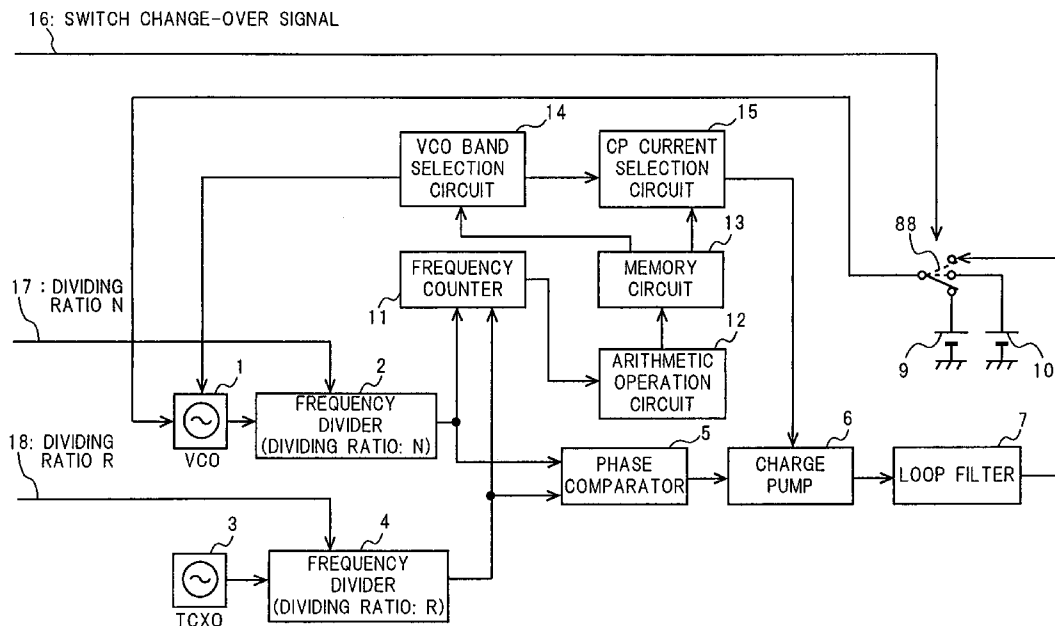 16: SWITCH CHANGE-OVER SIGNAL
14
15
VCO BAND
SELECTION
CIRCUIT
CP CURRENT
SELECTION
CIRCUIT
88
13
FREQUENCY
COUNTER
11
MEMORY
CIRCUIT
17: DIVIDING
RATIO N
12
9
10
ARITHMETIC
OPERATION
CIRCUIT
1
2
FREQUENCY
DIVIDER
(DIVIDING RATIO: N)
VCO
18: DIVIDING
RATIO R
5
6
7
PHASE
COMPARATOR
CHARGE
PUMP
LOOP FILTER
3
4
FREQUENCY
DIVIDER
(DIVIDING RATIO: R)
TCXO